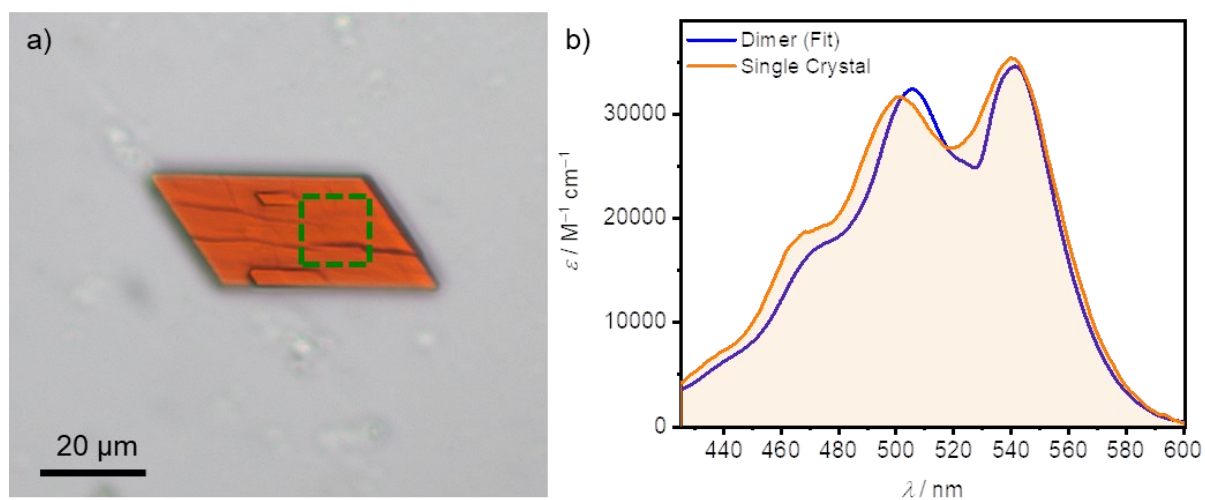 a)
20 μm
b)
Dimer (Fit)
Single Crystal
30000
20000
10000
0
ε / M⁻¹ cm⁻¹
440 460 480 500 520 540 560 580 600
λ / nm